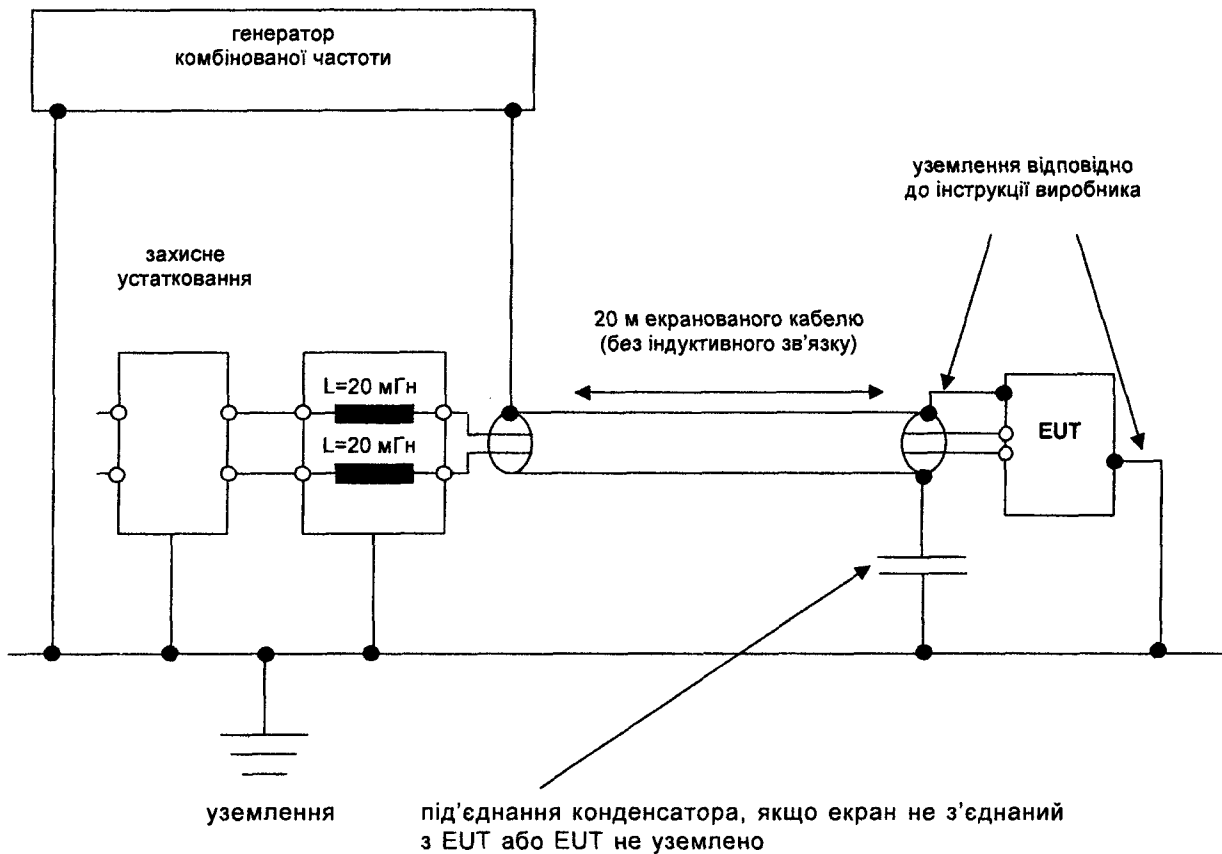 генератор
комбінованої частоти
уземлення відповідно
до інструкції виробника
захисне
устатковання
20 м екранованого кабелю
(без індуктивного зв'язку)
L=20 мГн
L=20 мГн
EUT
уземлення
під'єднання конденсатора, якщо екран не з'єднаний
з EUT або EUT не уземлено